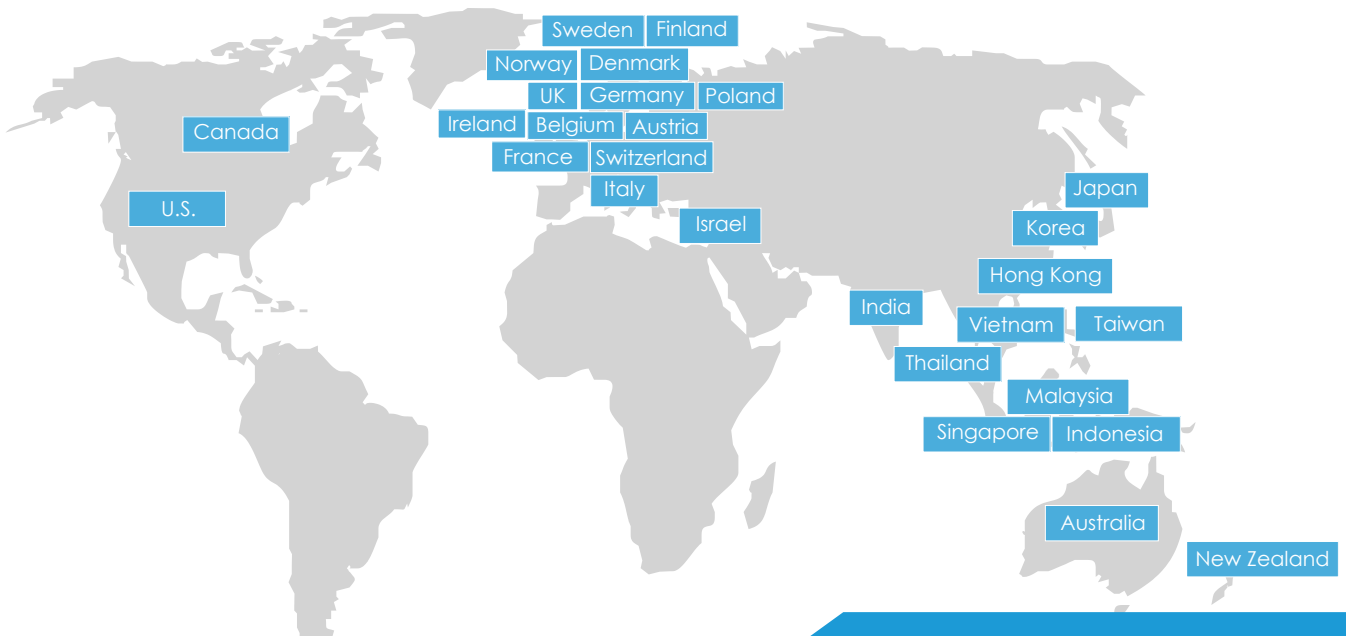 Sweden
Finland
Norway
Denmark
UK
Germany
Poland
Ireland
Belgium
Austria
Canada
France
Switzerland
Italy
Japan
U.S.
Israel
Korea
Hong Kong
India
Vietnam
Taiwan
Thailand
Malaysia
Singapore
Indonesia
Australia
New Zealand